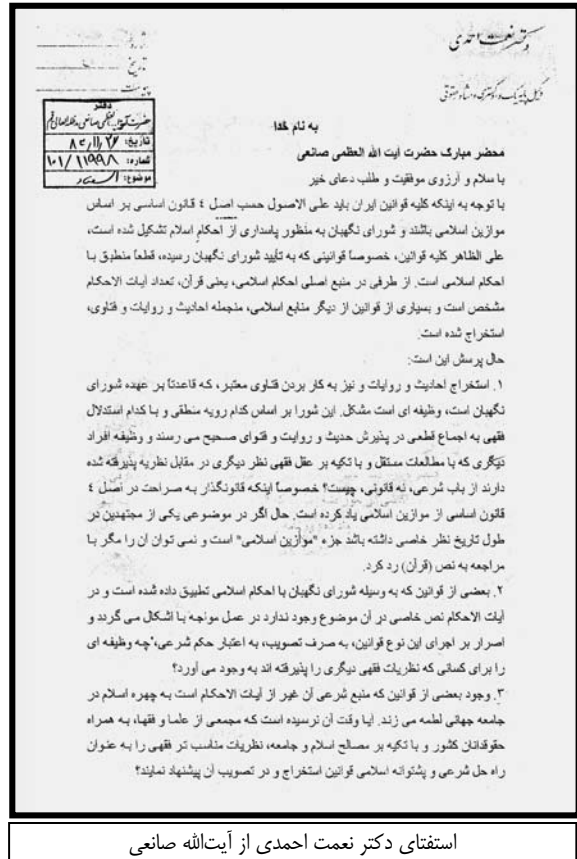 دکتر نعمت احمدی
وکیل پایه یک دادگستری و مشاور حقوقی
شماره
تاریخ
پیوست
دفتر
حضرت آیت الله العظمی صانعی مدظله العالی قم
تاریخ: ۸۲/۱۱/۲۷
شماره: ۱۰۱/۱۱۹۹۸
موضوع: استفتاء
به نام خدا
محضر مبارک حضرت آیت الله العظمی صانعی
با سلام و آرزوی موفقیت و طلب دعای خیر
با توجه به اینکه کلیه قوانین ایران باید علی الاصول حسب اصل ٤ قانون اساسی بر اساس
موازین اسلامی باشند و شورای نگهبان به منظور پاسداری از احکام اسلام تشکیل شده است،
علی الظاهر کلیه قوانین، خصوصاً قوانینی که به تأیید شورای نگهبان رسیده، قطعاً منطبق با
احکام اسلامی است. از طرفی در منبع اصلی احکام اسلامی، یعنی قرآن، تعداد آیات الاحکام
مشخص است و بسیاری از قوانین از دیگر منابع اسلامی، منجمله احادیث و روایات و فتاوی،
استخراج شده است.
حال پرسش این است:
۱. استخراج احادیث و روایات و نیز به کار بردن فتاوی معتبر، که قاعدتاً بر عهده شورای
نگهبان است، وظیفه ای است مشکل. این شورا بر اساس کدام رویه منطقی و با کدام استدلال
فقهی به اجماع قطعی در پذیرش حدیث و روایت و فتوای صحیح می رسند و وظیفه افراد
دیگری که با مطالعات مستقل و با تکیه بر عقل فقهی نظر دیگری در مقابل نظریه پذیرفته شده
دارند از باب شرعی، نه قانونی، چیست؟ خصوصاً اینکه قانونگذار به صراحت در اصل ٤
قانون اساسی از موازین اسلامی یاد کرده است. حال اگر در موضوعی یکی از مجتهدین در
طول تاریخ نظر خاصی داشته باشد جزء "موازین اسلامی" است و نمی توان آن را مگر با
مراجعه به نص (قرآن) رد کرد.
۲. بعضی از قوانین که به وسیله شورای نگهبان با احکام اسلامی تطبیق داده شده است و در
آیات الاحکام نص خاصی در آن موضوع وجود ندارد در عمل مواجه با اشکال می گردد و
اصرار بر اجرای این نوع قوانین، به صرف تصویب، به اعتبار حکم شرعی، چه وظیفه ای
را برای کسانی که نظریات فقهی دیگری را پذیرفته اند به وجود می آورد؟
۳. وجود بعضی از قوانین که منبع شرعی آن غیر از آیات الاحکام است به چهره اسلام در
جامعه جهانی لطمه می زند. آیا وقت آن نرسیده است که مجمعی از علما و فقها، به همراه
حقوقدانان کشور و با تکیه بر مصالح اسلام و جامعه، نظریات مناسب تر فقهی را به عنوان
راه حل شرعی و پشتوانه اسلامی قوانین استخراج و در تصویب آن پیشنهاد نمایند؟
استفتای دکتر نعمت احمدی از آیت‌الله صانعی